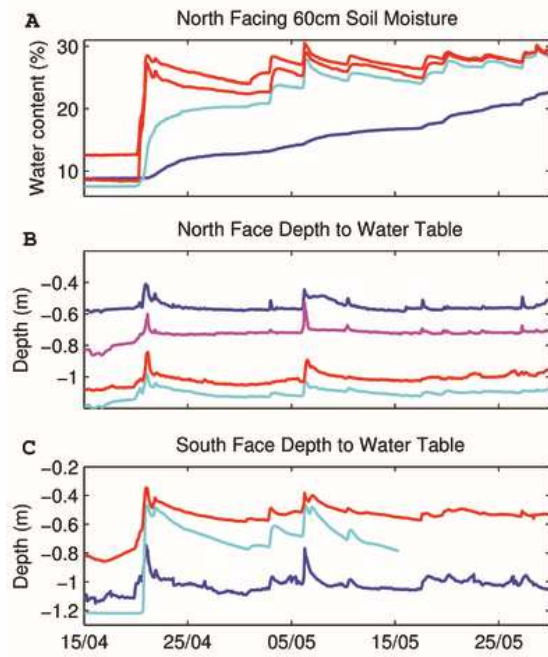 A
North Facing 60cm Soil Moisture
Water content (%)
30
20
10
B
North Face Depth to Water Table
Depth (m)
−0.4
−0.6
−0.8
−1
C
South Face Depth to Water Table
Depth (m)
−0.2
−0.4
−0.6
−0.8
−1
−1.2
15/04 25/04 05/05 15/05 25/05